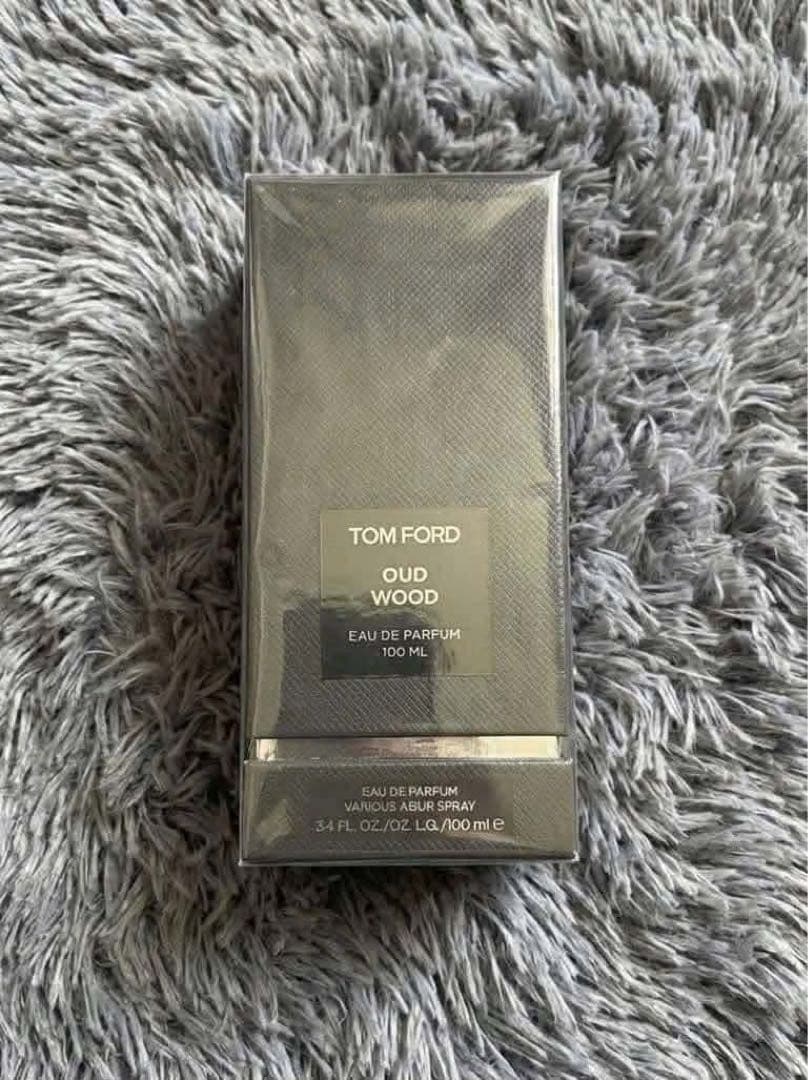 TOM FORD
OUD
WOOD
EAU DE PARFUM
100 ML
EAU DE PARFUM
VARIOUS ABUR SPRAY
3.4 FL. OZ./OZ. LG./100 ml e